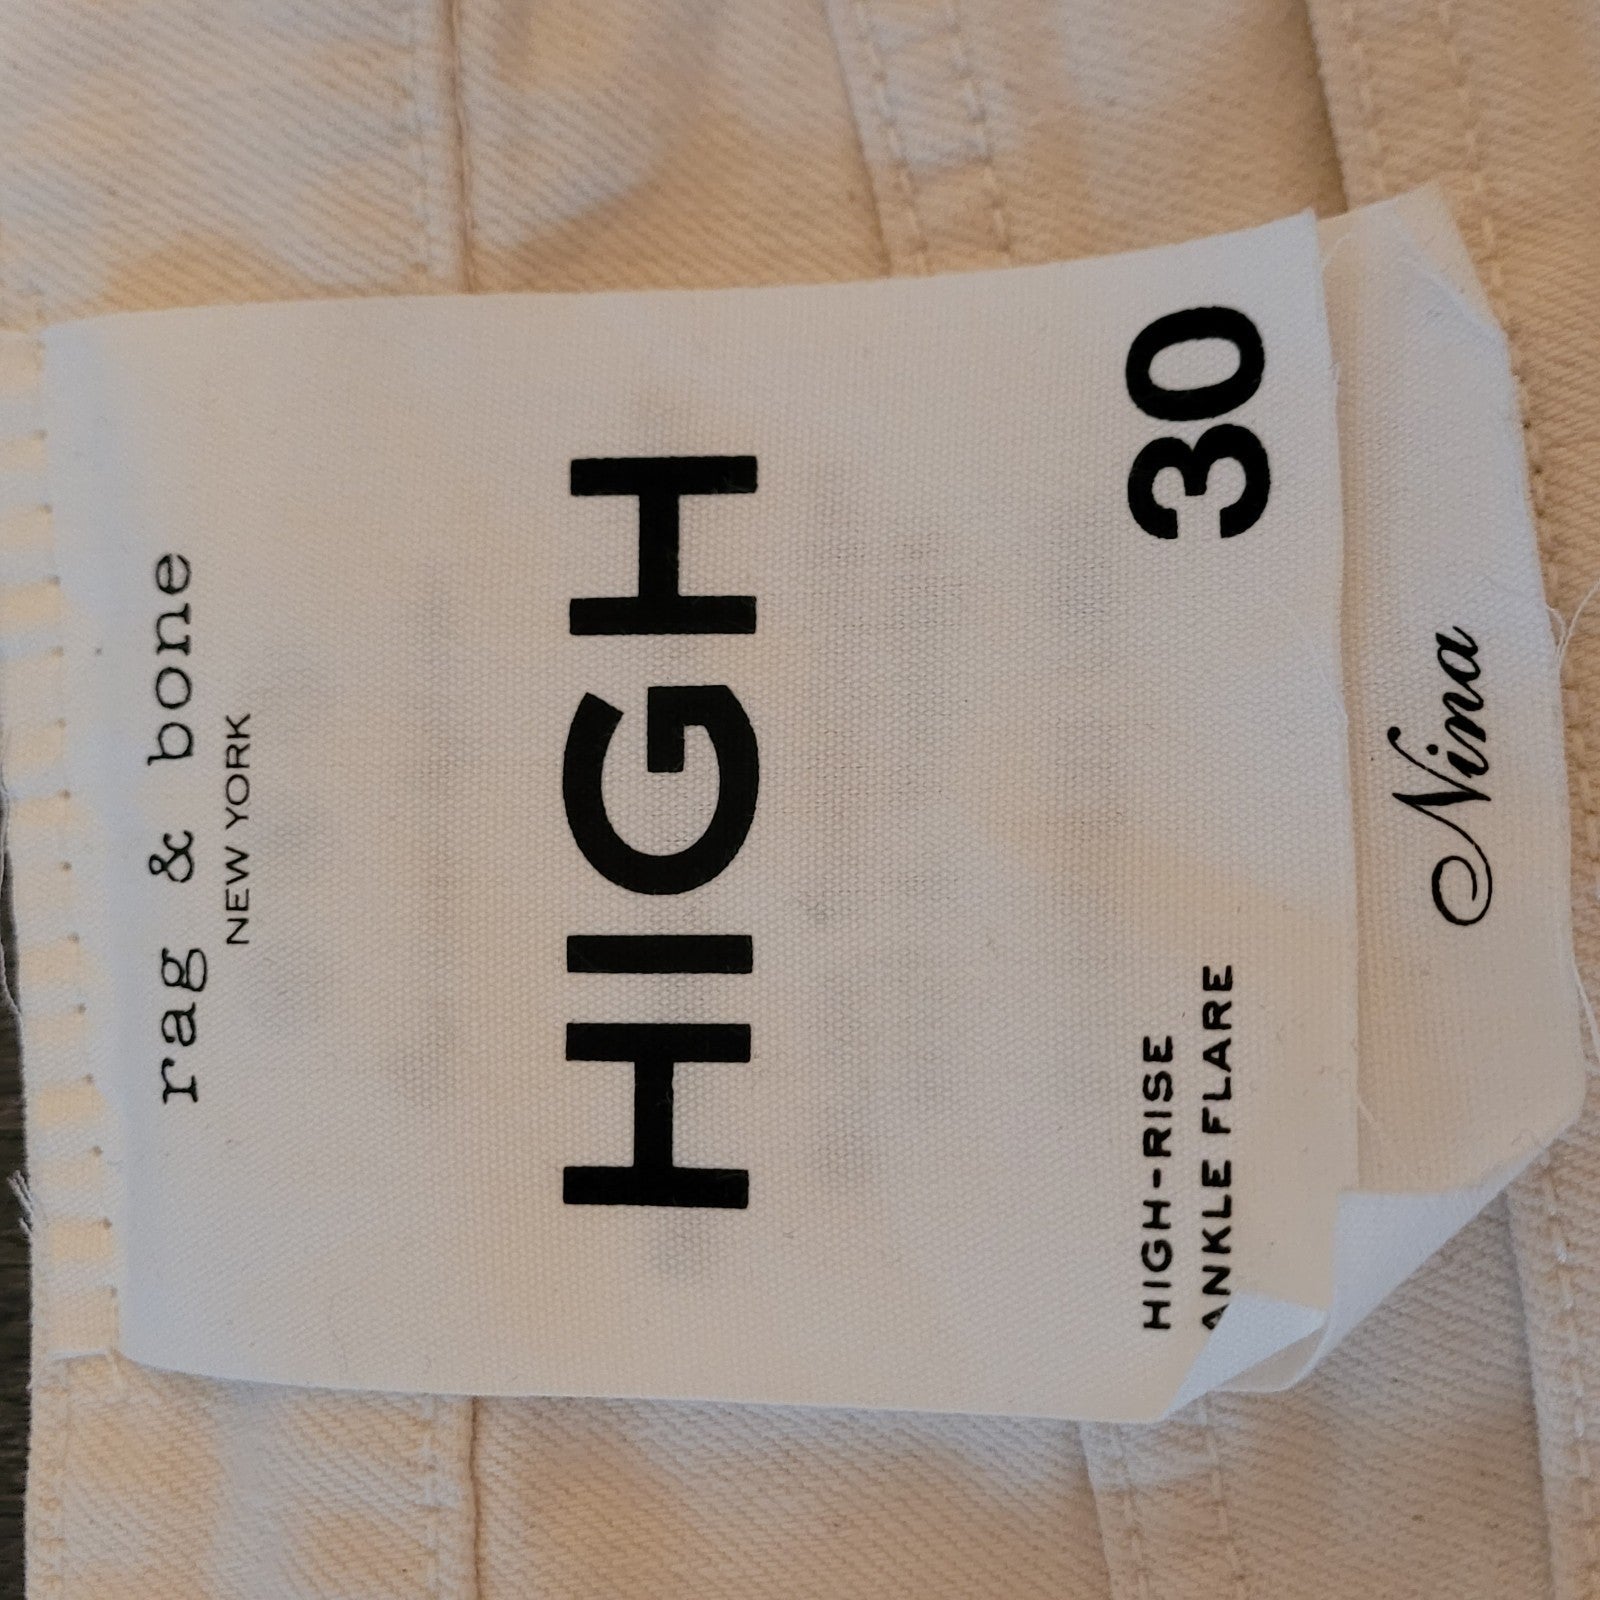 rag & bone
NEW YORK
HIGH
HIGH-RISE
ANKLE FLARE
30
Nina